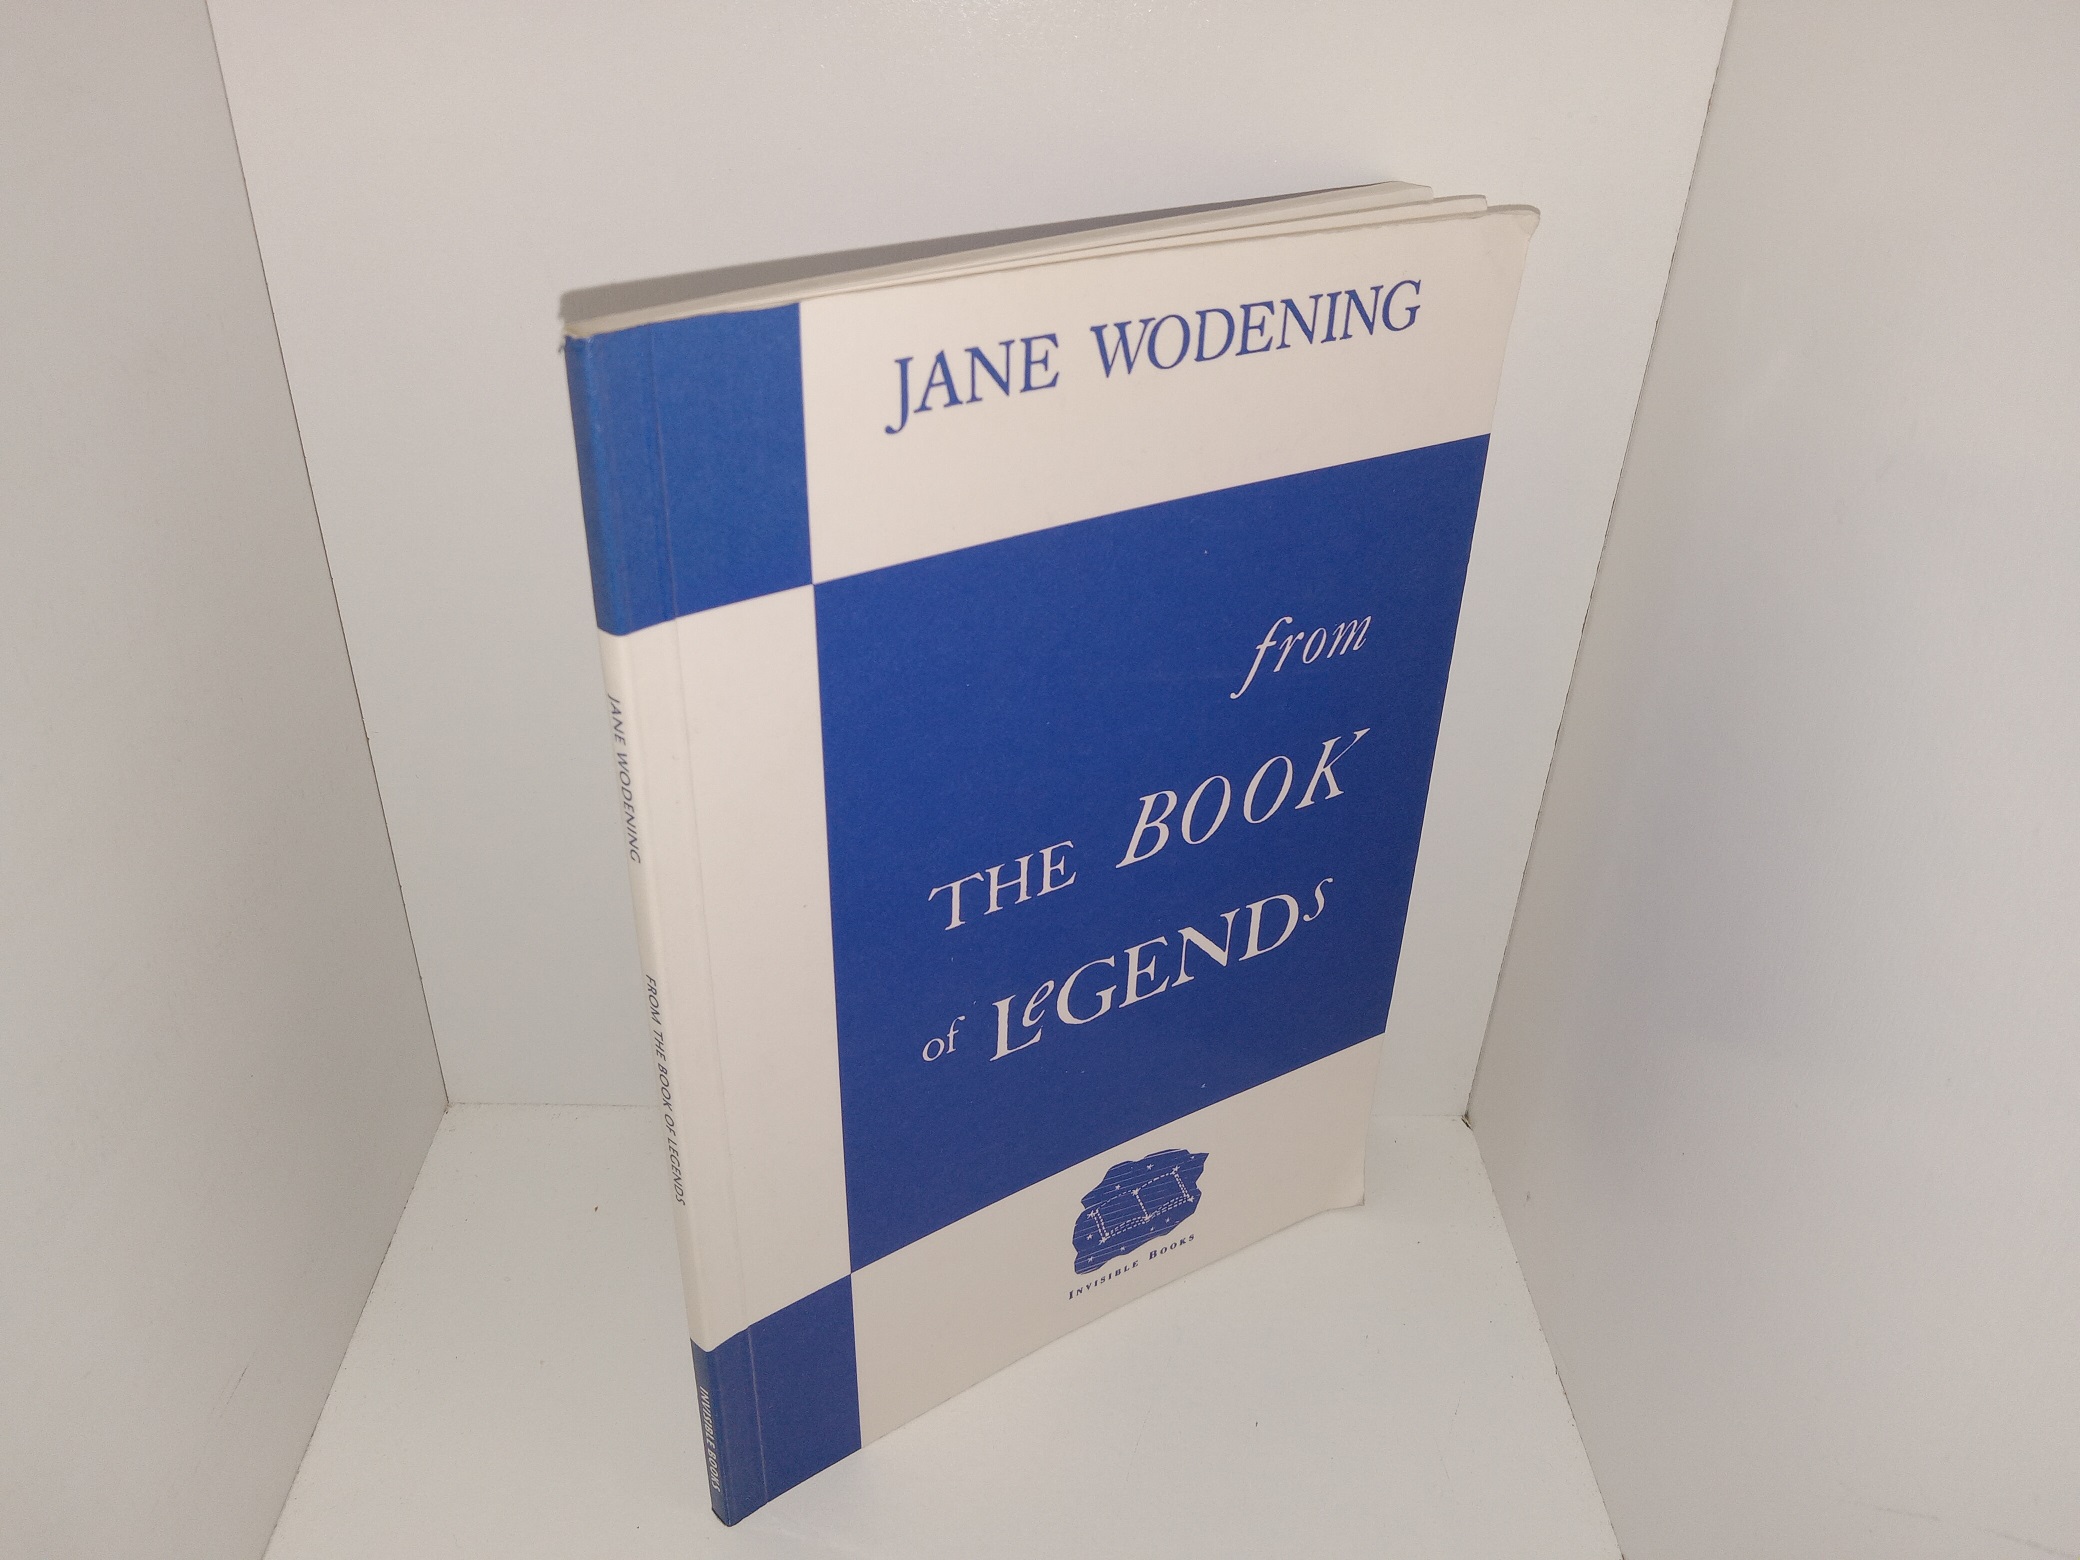 JANE WODENING
from
THE BOOK
of LeGENDs
INVISIBLE BOOKS
JANE WODENING FROM THE BOOK OF LEGENDS INVISIBLE BOOKS